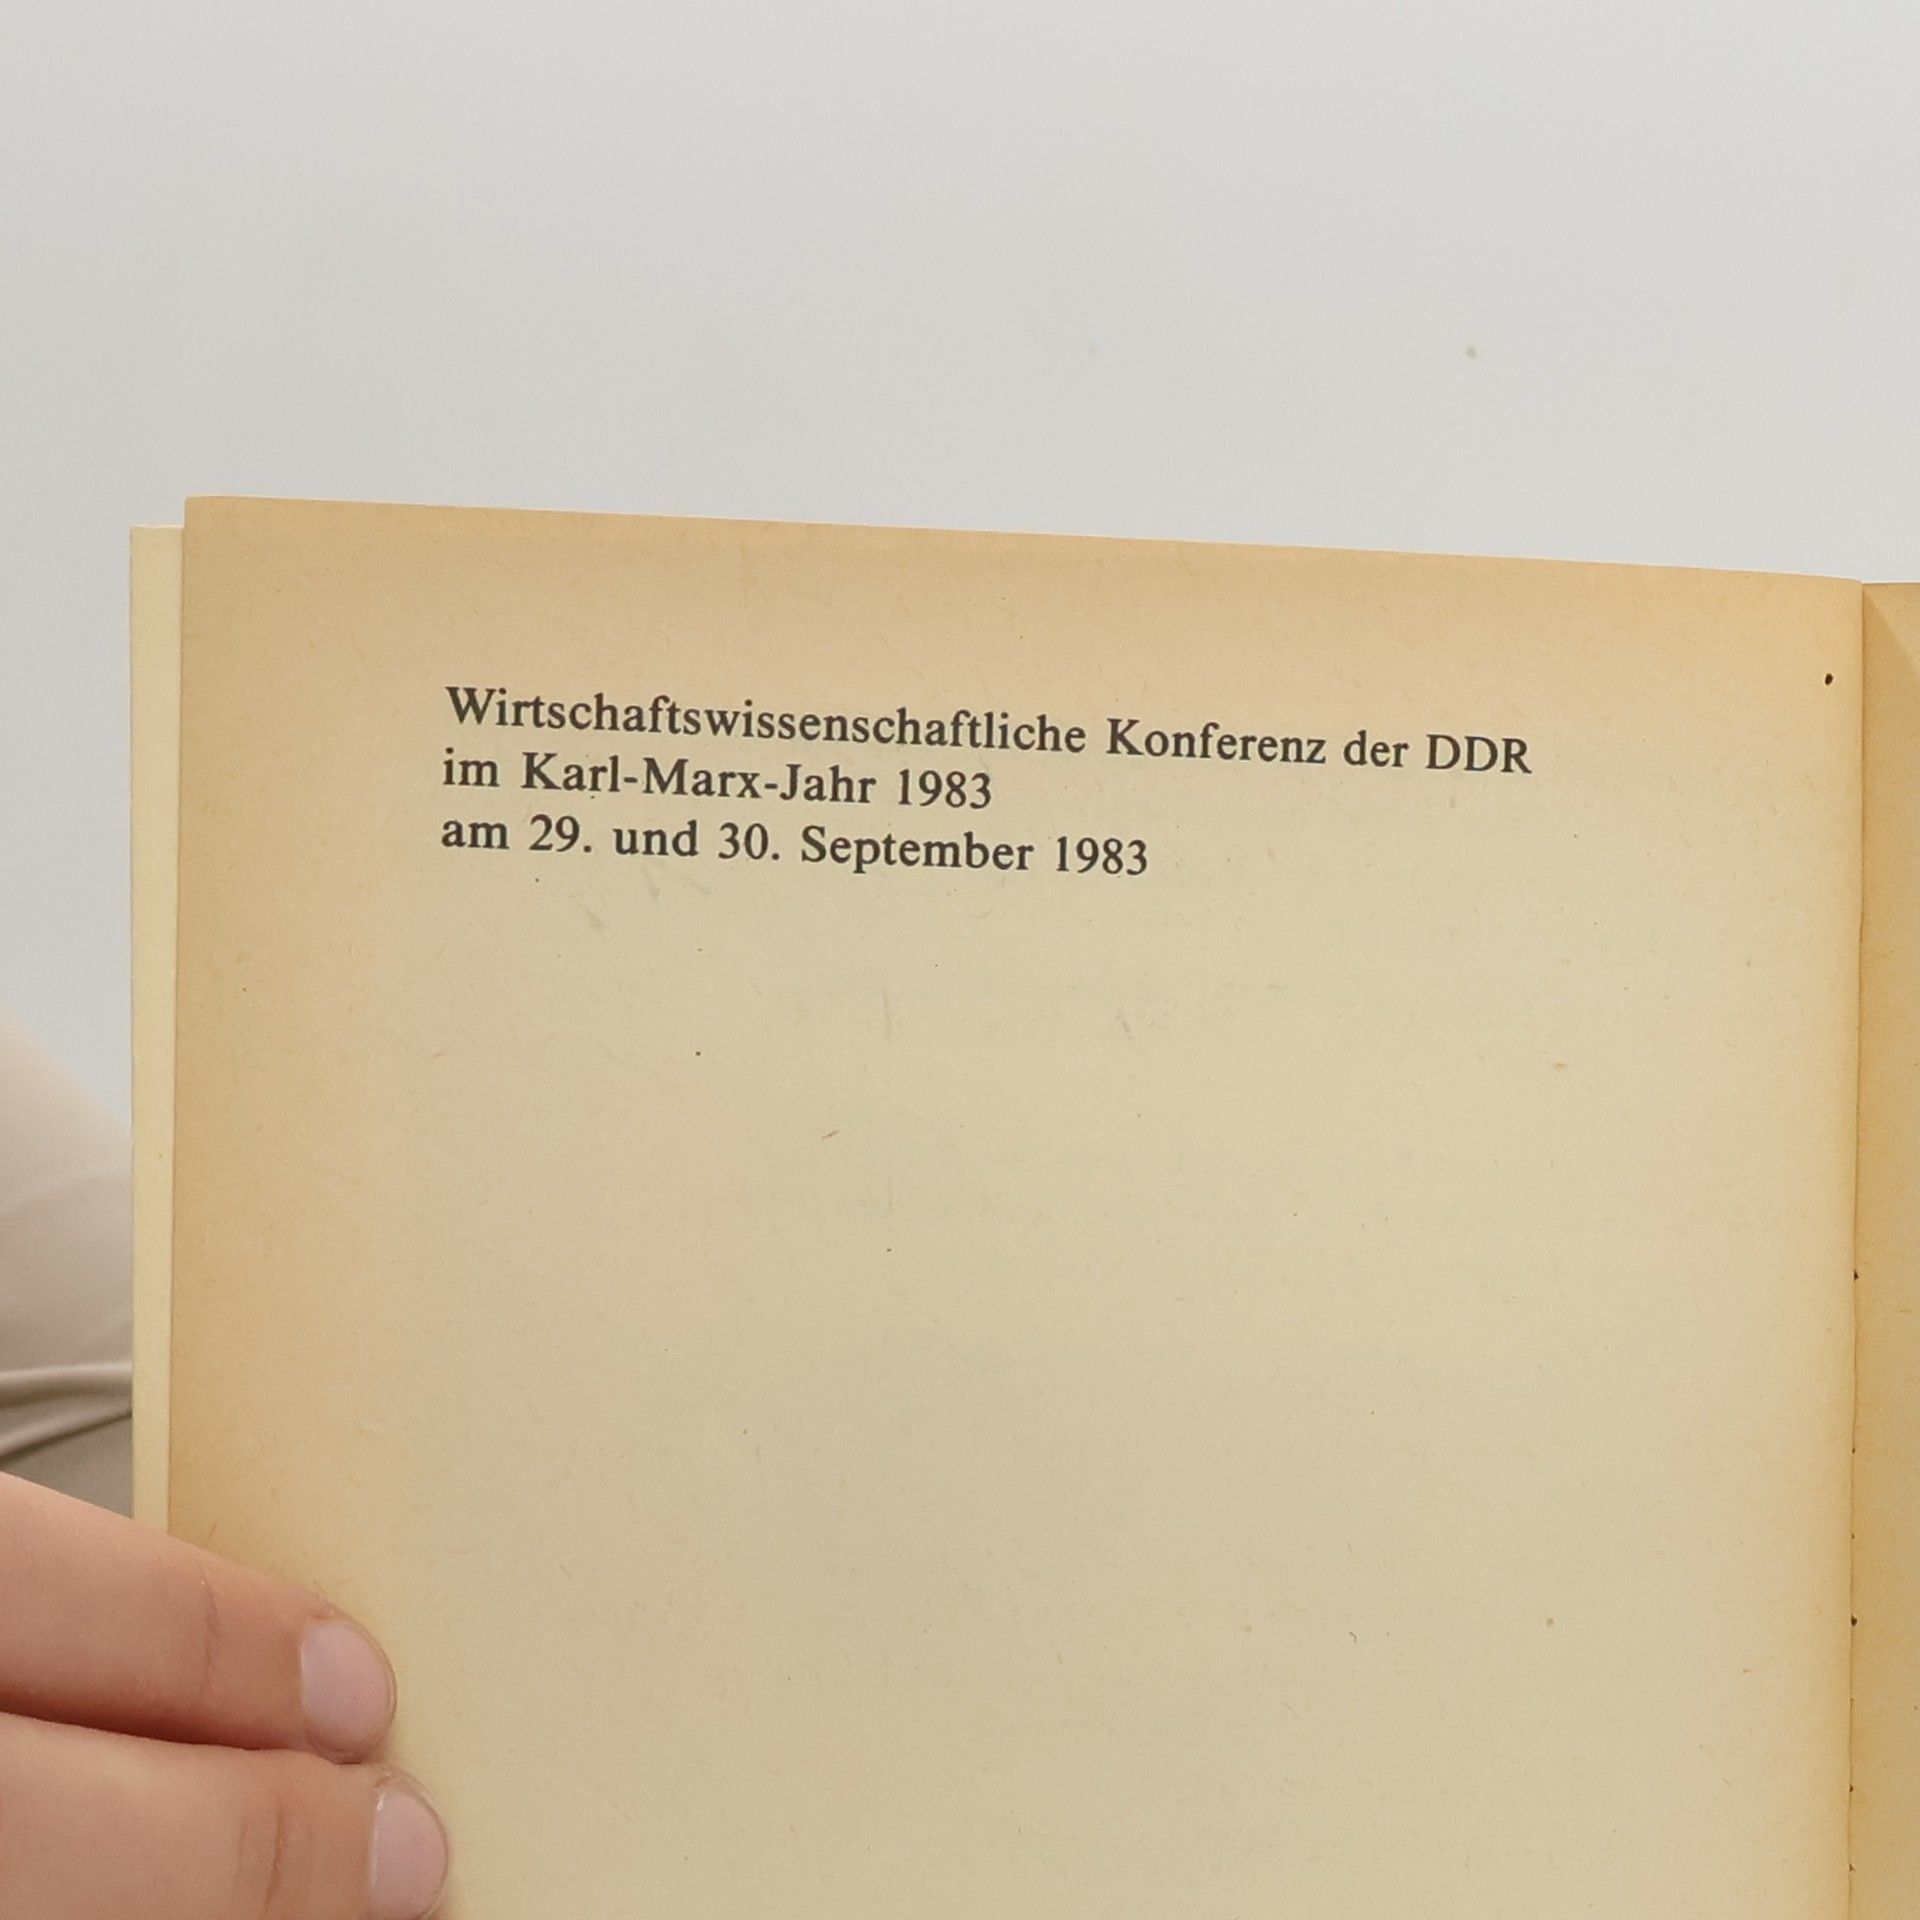 Wirtschaftswissenschaftliche Konferenz der DDR
im Karl-Marx-Jahr 1983
am 29. und 30. September 1983